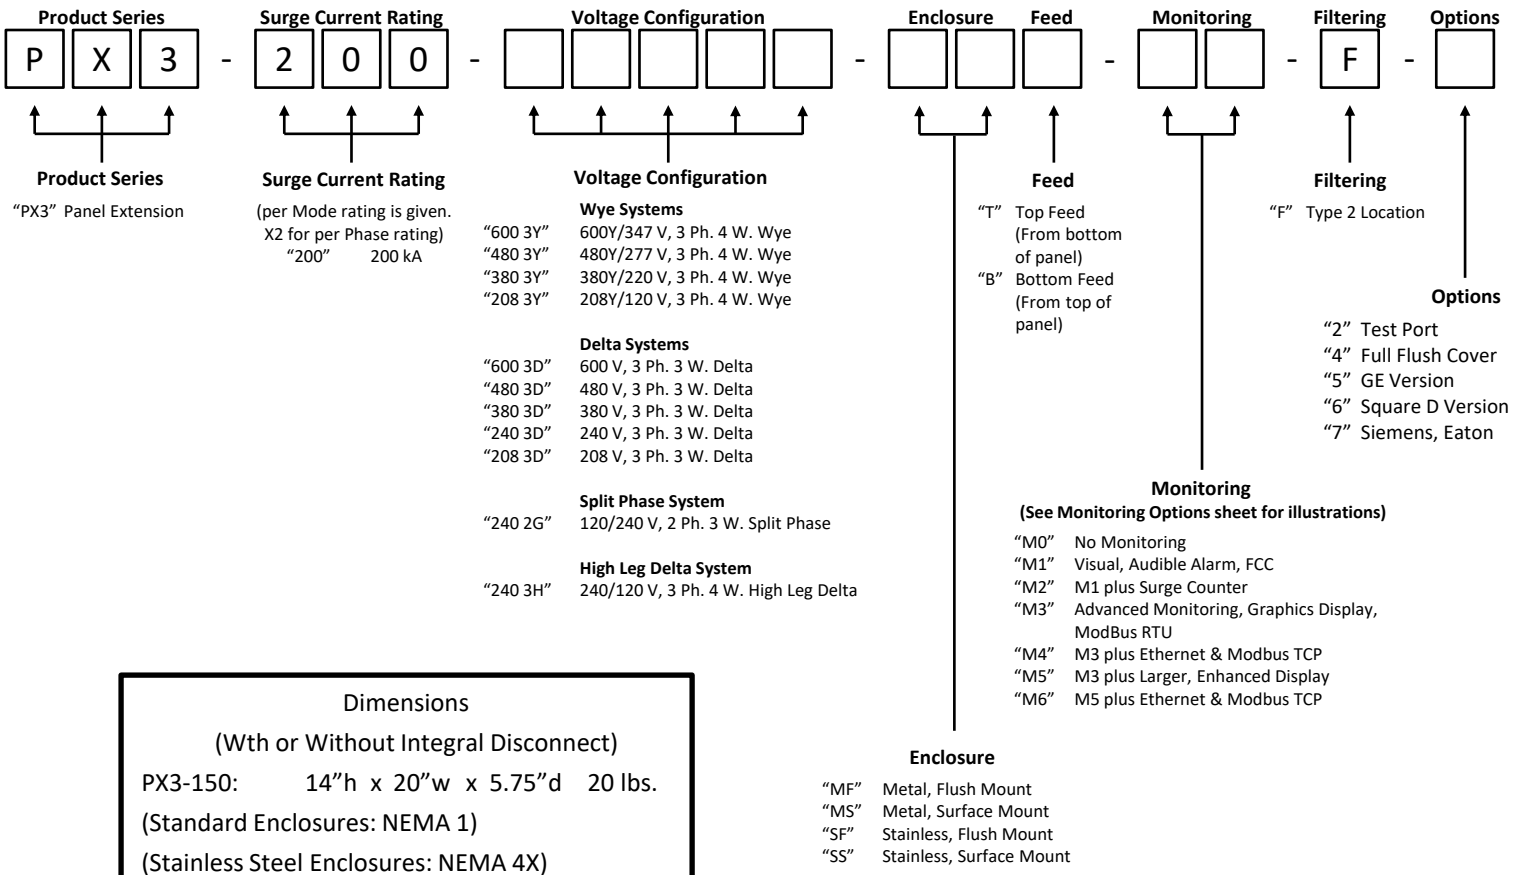 Product Series Surge Current Rating Voltage Configuration Enclosure Feed Monitoring Filtering Options
P X 3 - 2 0 0 - - - - F -
Product Series
“PX3” Panel Extension
Surge Current Rating
(per Mode rating is given.
X2 for per Phase rating)
“200” 200 kA
Voltage Configuration
Wye Systems
“600 3Y” 600Y/347 V, 3 Ph. 4 W. Wye
“480 3Y” 480Y/277 V, 3 Ph. 4 W. Wye
“380 3Y” 380Y/220 V, 3 Ph. 4 W. Wye
“208 3Y” 208Y/120 V, 3 Ph. 4 W. Wye
Delta Systems
“600 3D” 600 V, 3 Ph. 3 W. Delta
“480 3D” 480 V, 3 Ph. 3 W. Delta
“380 3D” 380 V, 3 Ph. 3 W. Delta
“240 3D” 240 V, 3 Ph. 3 W. Delta
“208 3D” 208 V, 3 Ph. 3 W. Delta
Split Phase System
“240 2G” 120/240 V, 2 Ph. 3 W. Split Phase
High Leg Delta System
“240 3H” 240/120 V, 3 Ph. 4 W. High Leg Delta
Feed
“T” Top Feed
(From bottom
of panel)
“B” Bottom Feed
(From top of
panel)
Filtering
“F” Type 2 Location
Options
“2” Test Port
“4” Full Flush Cover
“5” GE Version
“6” Square D Version
“7” Siemens, Eaton
Monitoring
(See Monitoring Options sheet for illustrations)
“M0” No Monitoring
“M1” Visual, Audible Alarm, FCC
“M2” M1 plus Surge Counter
“M3” Advanced Monitoring, Graphics Display,
ModBus RTU
“M4” M3 plus Ethernet & Modbus TCP
“M5” M3 plus Larger, Enhanced Display
“M6” M5 plus Ethernet & Modbus TCP
Enclosure
“MF” Metal, Flush Mount
“MS” Metal, Surface Mount
“SF” Stainless, Flush Mount
“SS” Stainless, Surface Mount
Dimensions
(Wth or Without Integral Disconnect)
PX3-150: 14”h x 20”w x 5.75”d 20 lbs.
(Standard Enclosures: NEMA 1)
(Stainless Steel Enclosures: NEMA 4X)